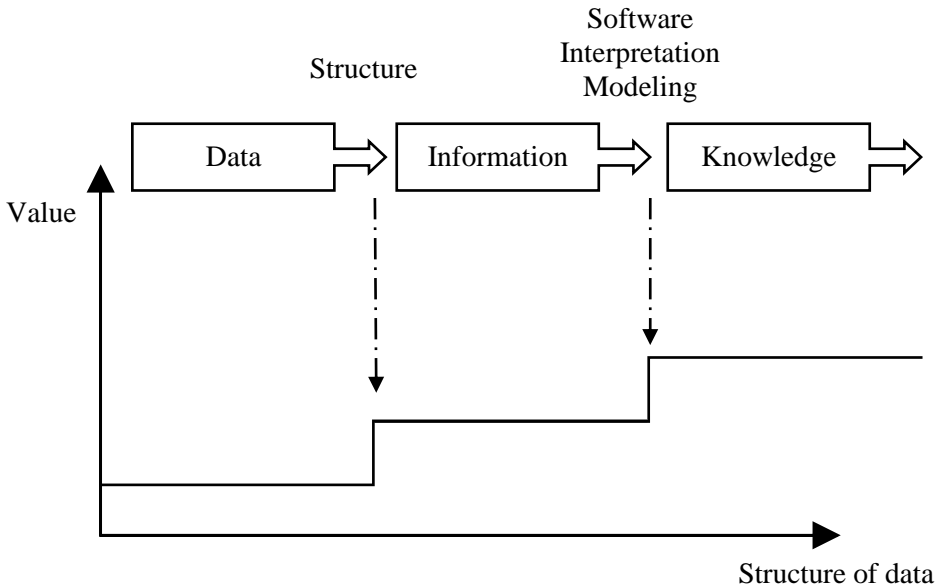 Software
Interpretation
Modeling
Structure
Data
Information
Knowledge
Value
Structure of data